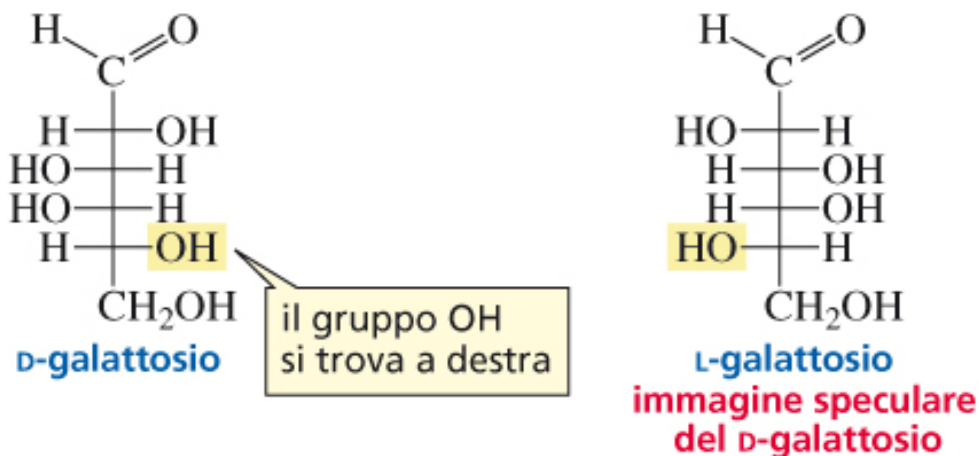 H O H O
C C
H OH HO H
HO H H OH
HO H H OH
H OH HO H
CH₂OH CH₂OH
il gruppo OH
si trova a destra
D-galattosio L-galattosio
immagine speculare
del D-galattosio